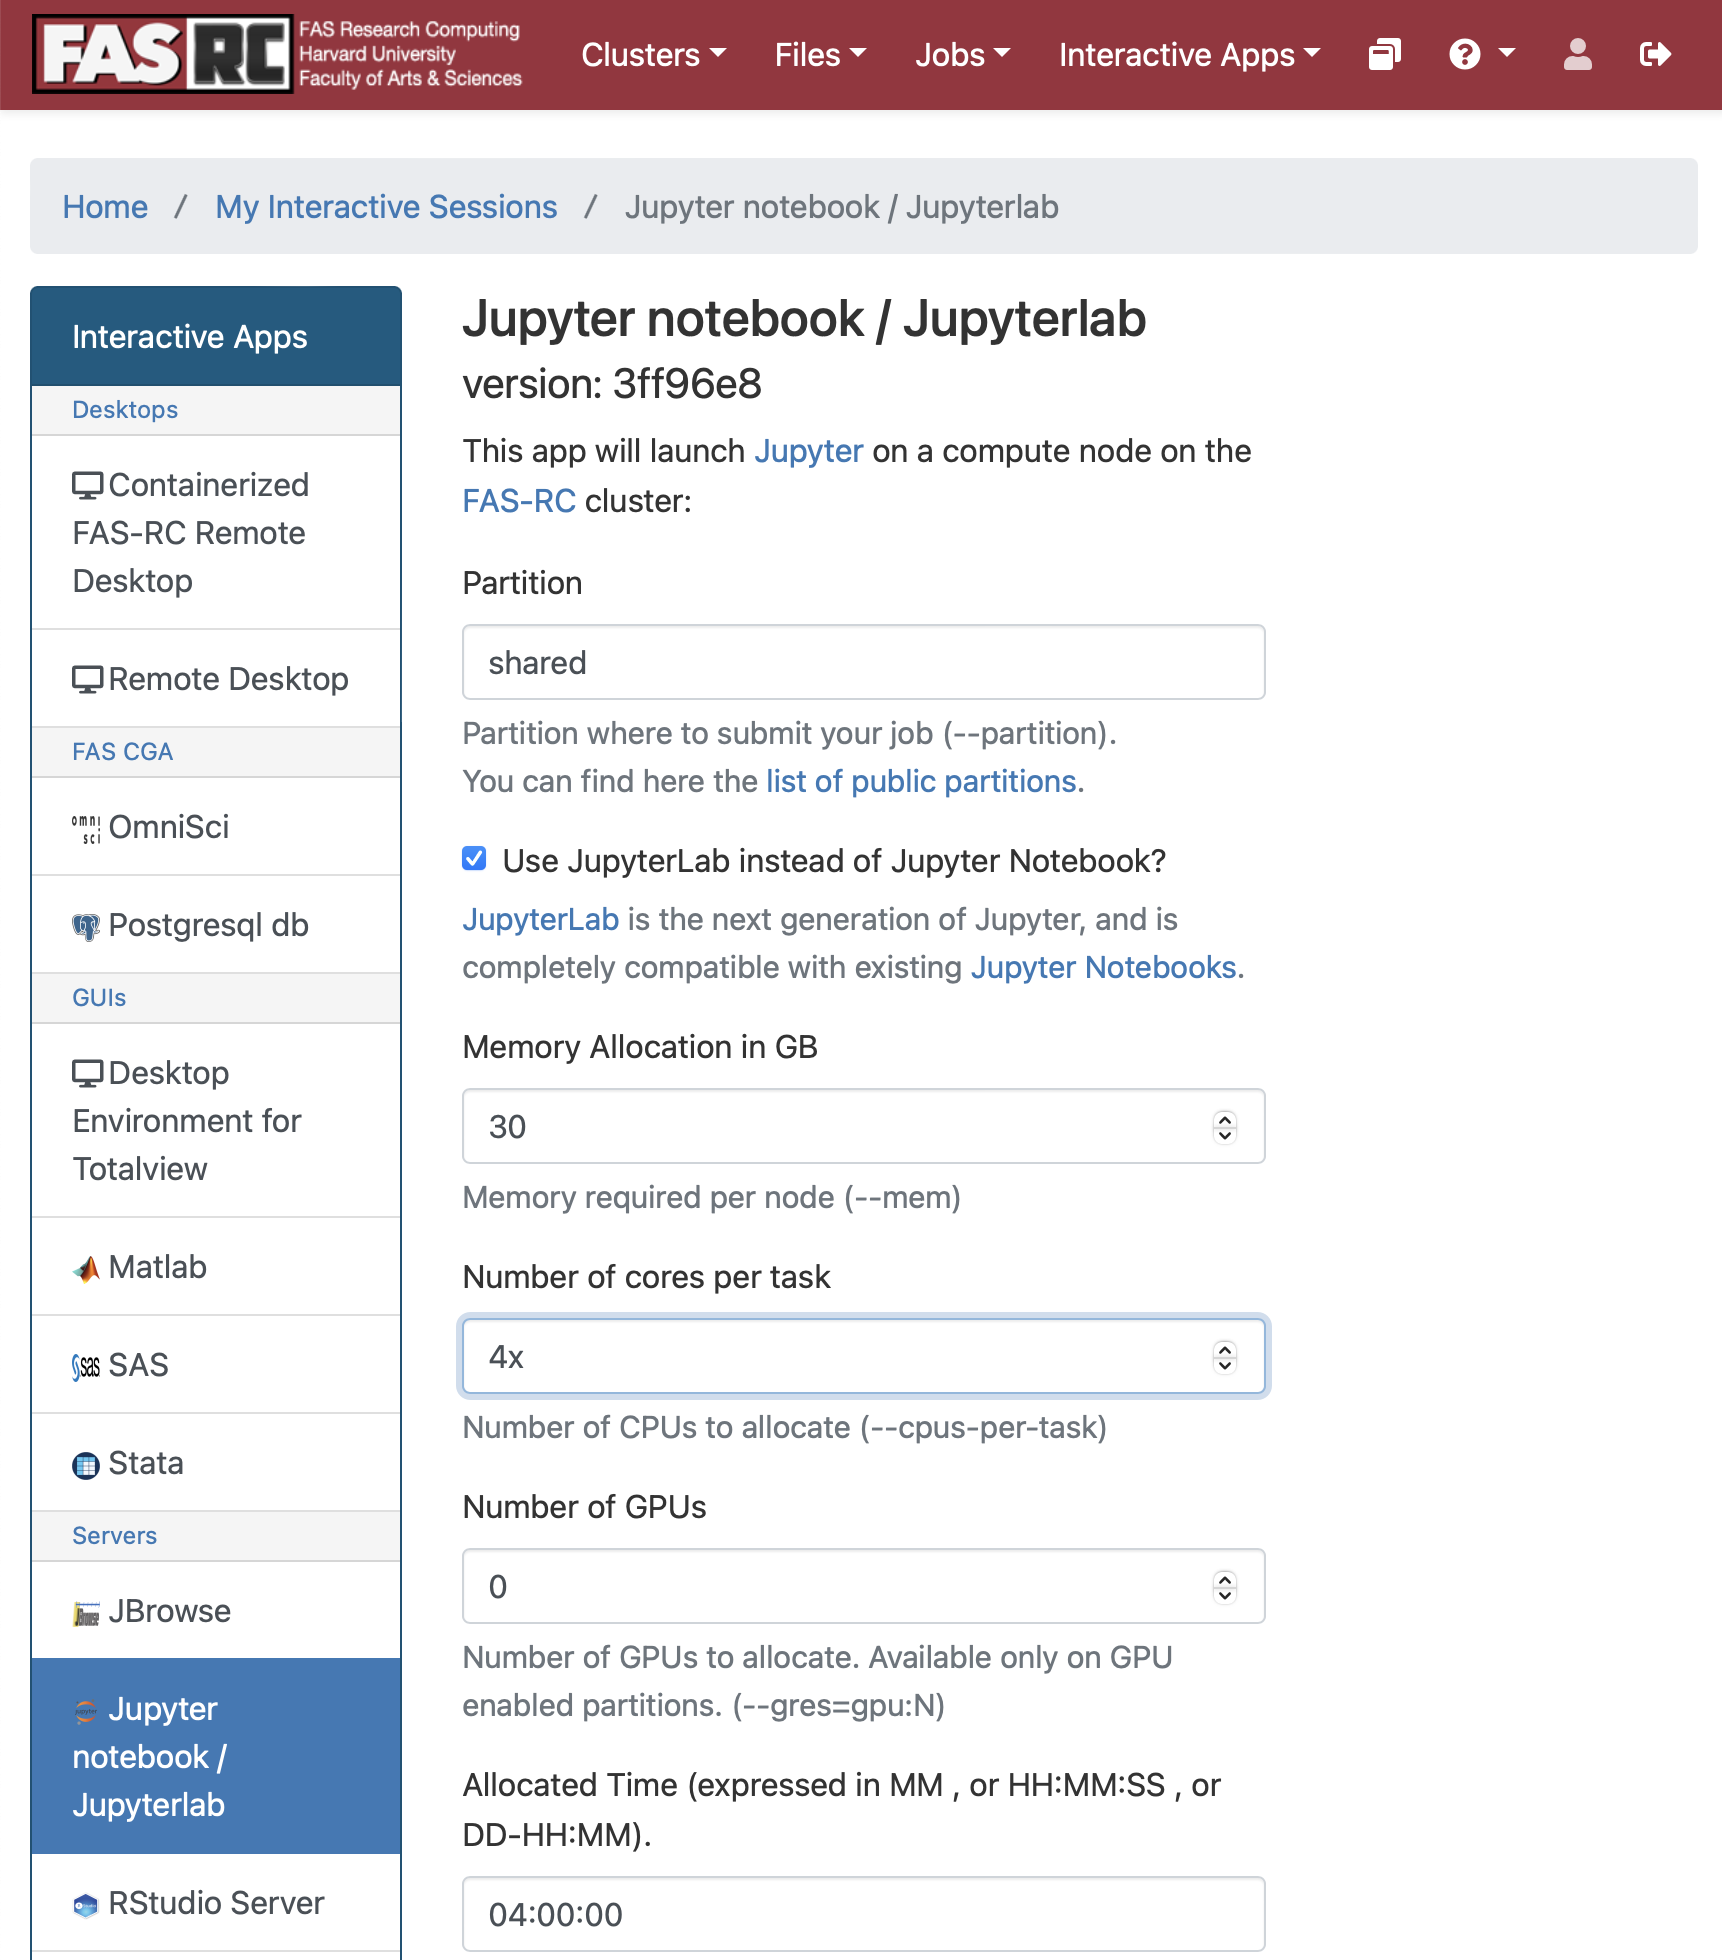 FASRC
FAS Research Computing
Harvard University
Faculty of Arts & Sciences
Clusters Files Jobs Interactive Apps
Home / My Interactive Sessions / Jupyter notebook / Jupyterlab
Interactive Apps
Desktops
Containerized
FAS-RC Remote
Desktop
Remote Desktop
FAS CGA
omni
sci
OmniSci
Postgresql db
GUIs
Desktop
Environment for
Totalview
Matlab
sas SAS
Stata
Servers
JBrowse JBrowse
jupyter Jupyter
notebook /
Jupyterlab
RStudio Server
Jupyter notebook / Jupyterlab
version: 3ff96e8
This app will launch Jupyter on a compute node on the
FAS-RC cluster:
Partition
shared
Partition where to submit your job (--partition).
You can find here the list of public partitions.
Use JupyterLab instead of Jupyter Notebook?
JupyterLab is the next generation of Jupyter, and is
completely compatible with existing Jupyter Notebooks.
Memory Allocation in GB
30
Memory required per node (--mem)
Number of cores per task
4x
Number of CPUs to allocate (--cpus-per-task)
Number of GPUs
0
Number of GPUs to allocate. Available only on GPU
enabled partitions. (--gres=gpu:N)
Allocated Time (expressed in MM , or HH:MM:SS , or
DD-HH:MM).
04:00:00